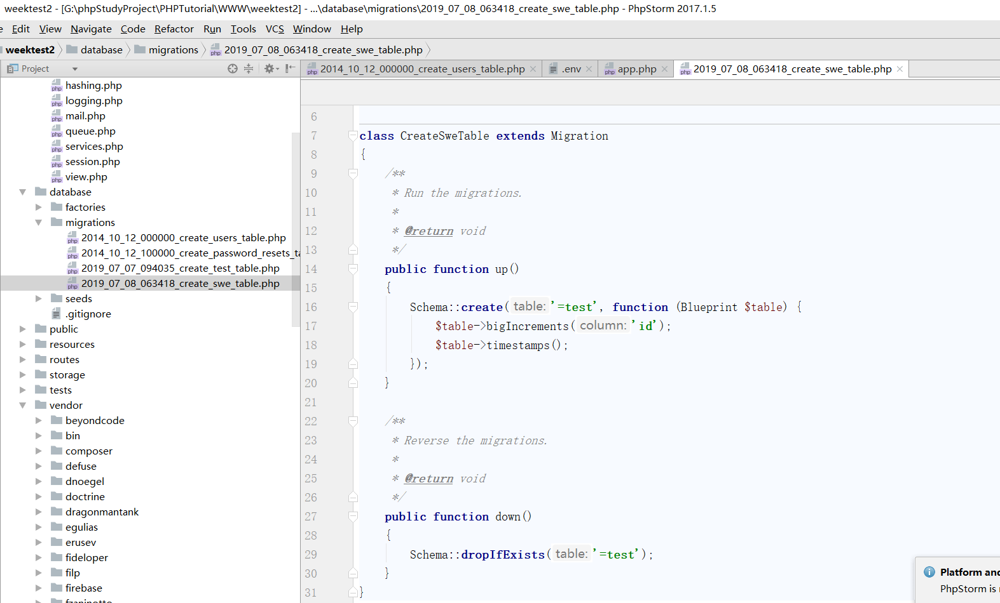 weektest2 - [G:\phpStudyProject\PHPTutorial\WWW\weektest2] - ...\database\migrations\2019_07_08_063418_create_swe_table.php - PhpStorm 2017.1.5
e Edit View Navigate Code Refactor Run Tools VCS Window Help
weektest2 database migrations 2019_07_08_063418_create_swe_table.php
Project
2014_10_12_000000_create_users_table.php .env app.php 2019_07_08_063418_create_swe_table.php
hashing.php
logging.php
mail.php
queue.php
services.php
session.php
view.php
database
factories
migrations
2014_10_12_000000_create_users_table.php
2014_10_12_100000_create_password_resets_ta
2019_07_07_094035_create_test_table.php
2019_07_08_063418_create_swe_table.php
seeds
.gitignore
public
resources
routes
storage
tests
vendor
beyondcode
bin
composer
defuse
dnoegel
doctrine
dragonmantank
egulias
erusev
fideloper
filp
firebase
fzaninotto
6
7 class CreateSweTable extends Migration
8 {
9 /**
10 * Run the migrations.
11 *
12 * @return void
13 */
14 public function up()
15 {
16 Schema::create( table: '=test', function (Blueprint $table) {
17 $table->bigIncrements( column: 'id');
18 $table->timestamps();
19 });
20 }
21
22 /**
23 * Reverse the migrations.
24 *
25 * @return void
26 */
27 public function down()
28 {
29 Schema::dropIfExists( table: '=test');
30 }
31 }
Platform and
PhpStorm is